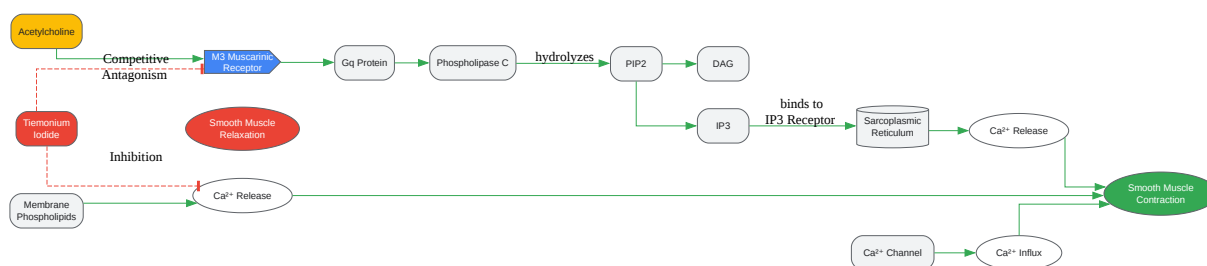 Acetylcholine
Competitive
Antagonism
M3 Muscarinic
Receptor
Gq Protein
Phospholipase C
hydrolyzes
PIP2
DAG
Tiemonium
Iodide
Smooth Muscle
Relaxation
IP3
binds to
IP3 Receptor
Sarcoplasmic
Reticulum
Ca²⁺ Release
Inhibition
Membrane
Phospholipids
Ca²⁺ Release
Smooth Muscle
Contraction
Ca²⁺ Channel
Ca²⁺ Influx